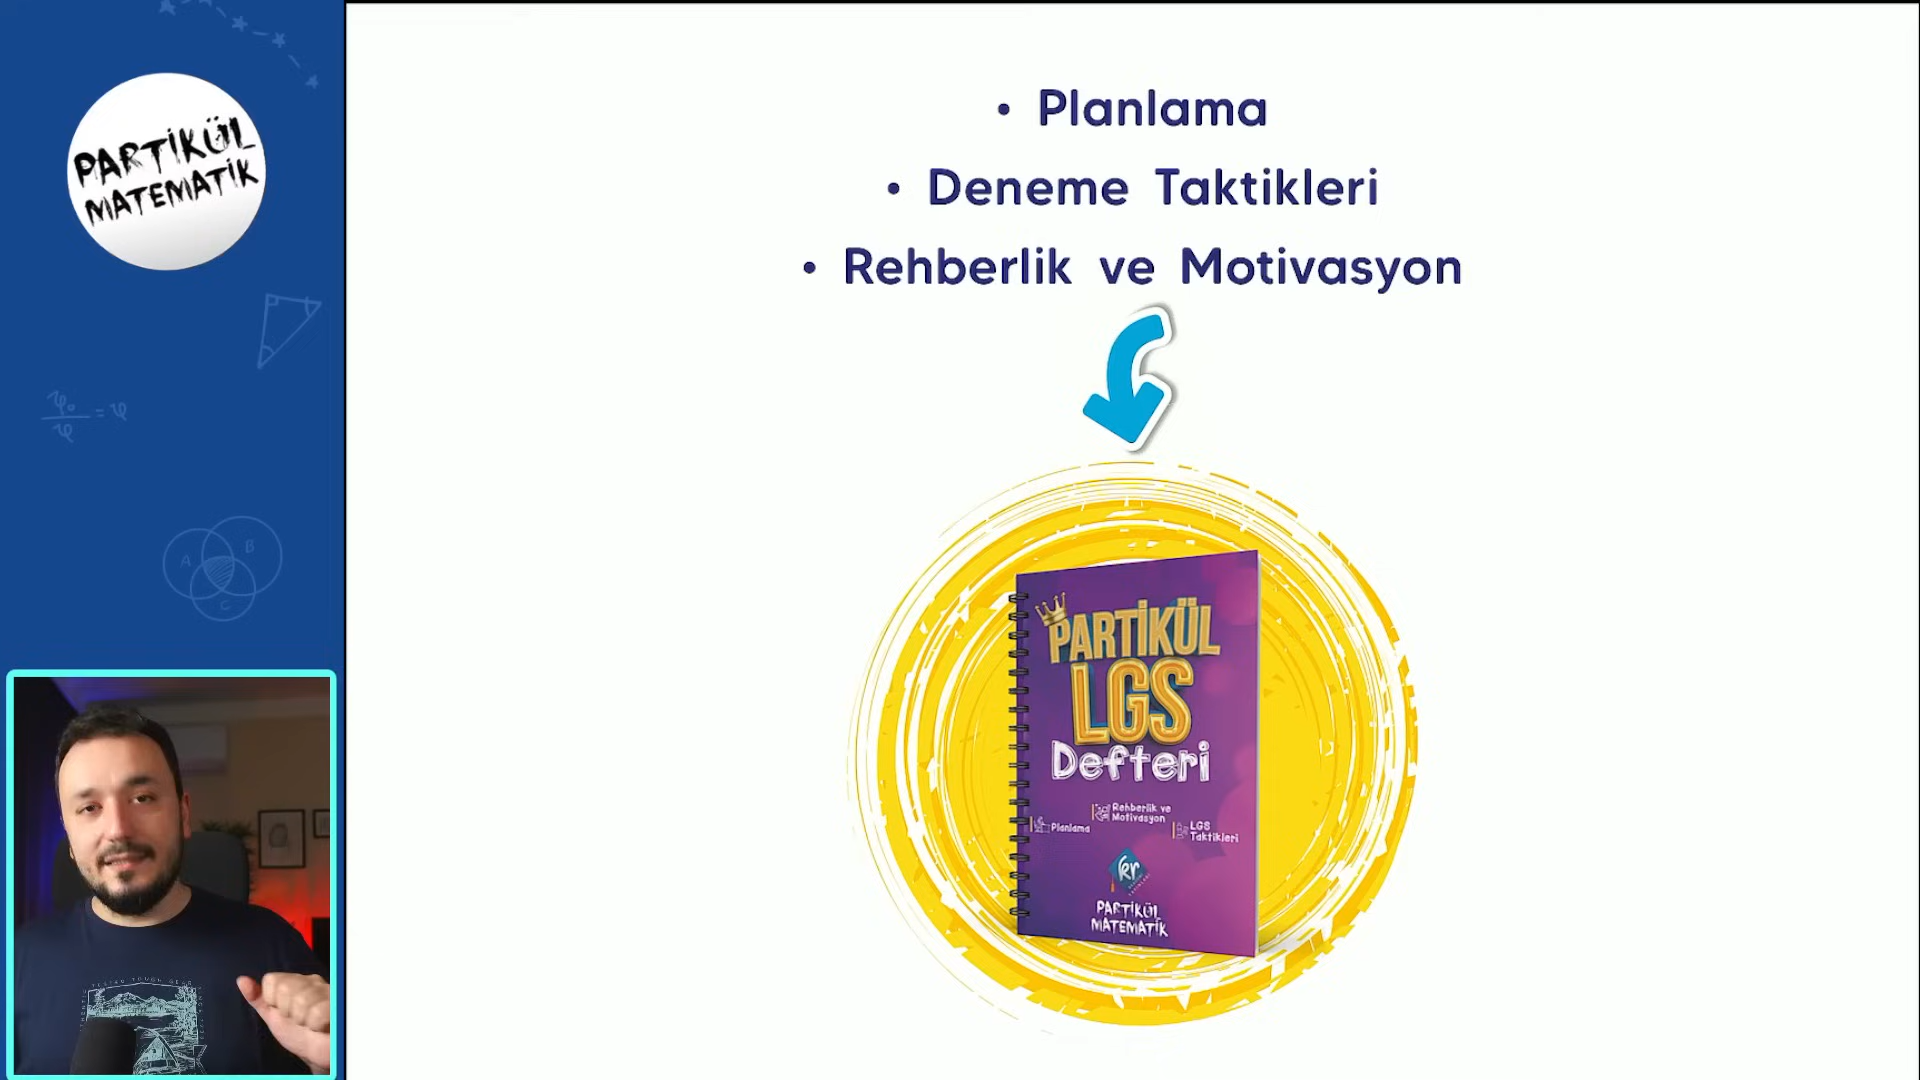 PARTİKÜL
MATEMATİK
• Planlama
• Deneme Taktikleri
• Rehberlik ve Motivasyon
PARTİKÜL
LGS
Defteri
Planlama
Rehberlik ve
Motivasyon
LGS
Taktikleri
kr
PARTİKÜL
MATEMATİK
A
B
C